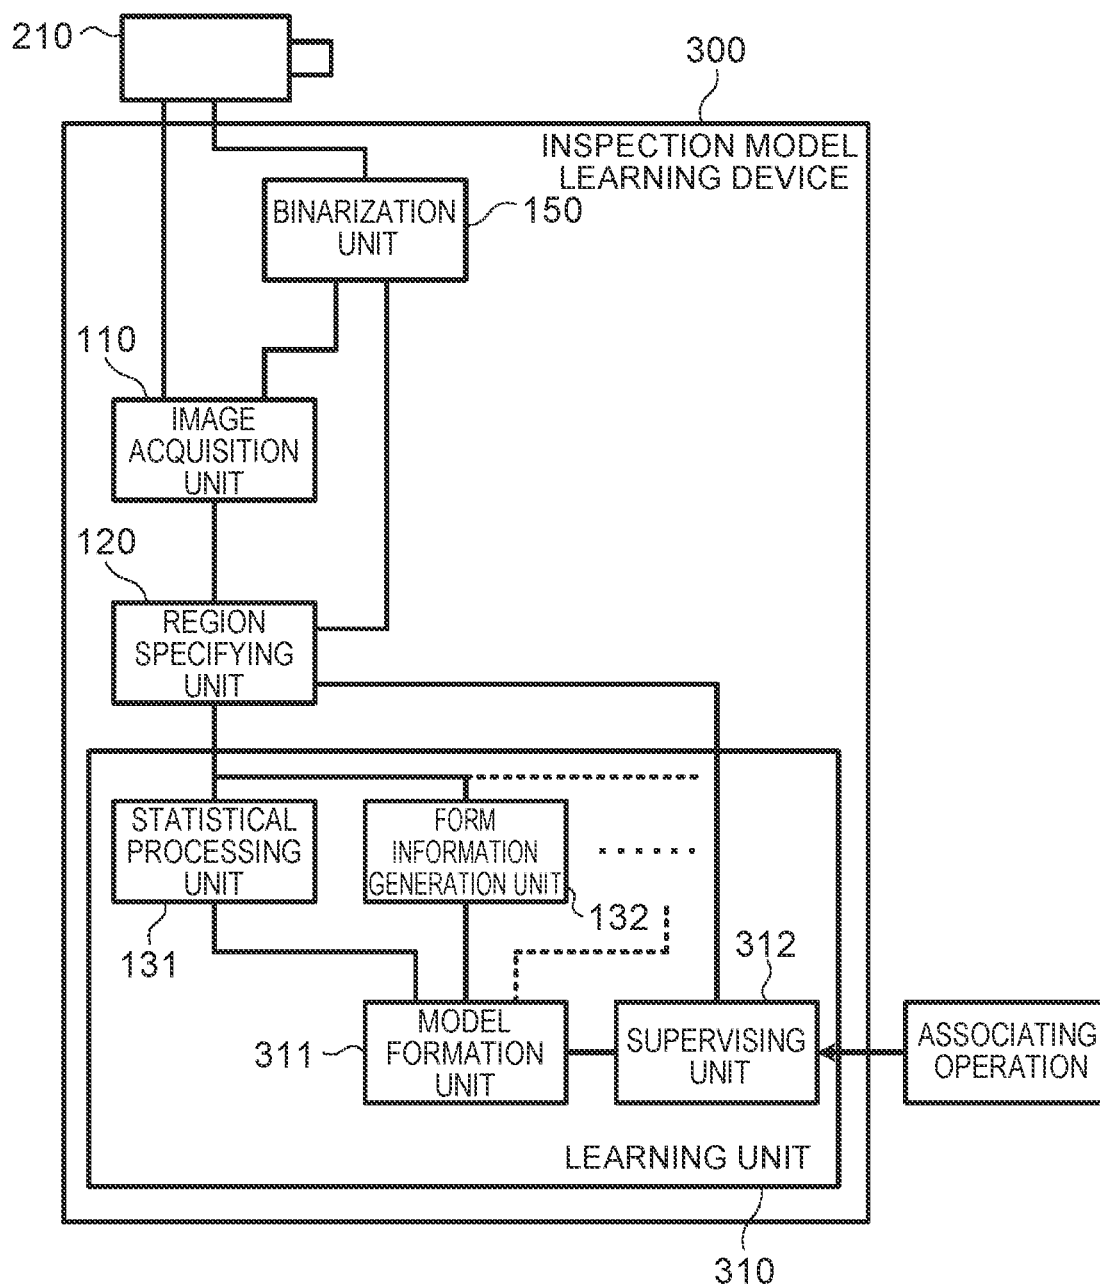 210
300
INSPECTION MODEL
LEARNING DEVICE
BINARIZATION
UNIT
150
110
IMAGE
ACQUISITION
UNIT
120
REGION
SPECIFYING
UNIT
STATISTICAL
PROCESSING
UNIT
FORM
INFORMATION
GENERATION UNIT
132
131
312
MODEL
FORMATION
UNIT
311
SUPERVISING
UNIT
ASSOCIATING
OPERATION
LEARNING UNIT
310